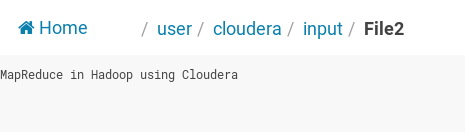 Home / user / cloudera / input / File2
MapReduce in Hadoop using Cloudera